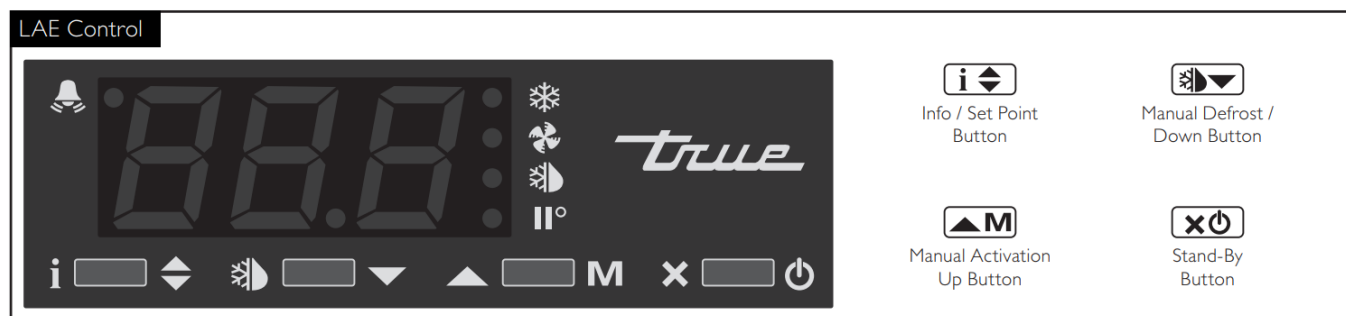 LAE Control
true
i
M
i
Info / Set Point
Button
Manual Defrost /
Down Button
M
Manual Activation
Up Button
Stand-By
Button